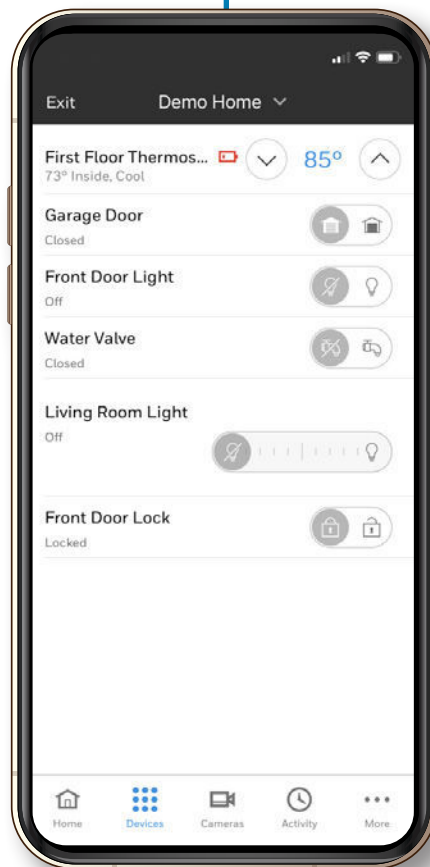 Exit
Demo Home
First Floor Thermos...
85°
73° Inside, Cool
Garage Door
Closed
Front Door Light
Off
Water Valve
Closed
Living Room Light
Off
Front Door Lock
Locked
Home
Devices
Cameras
Activity
More